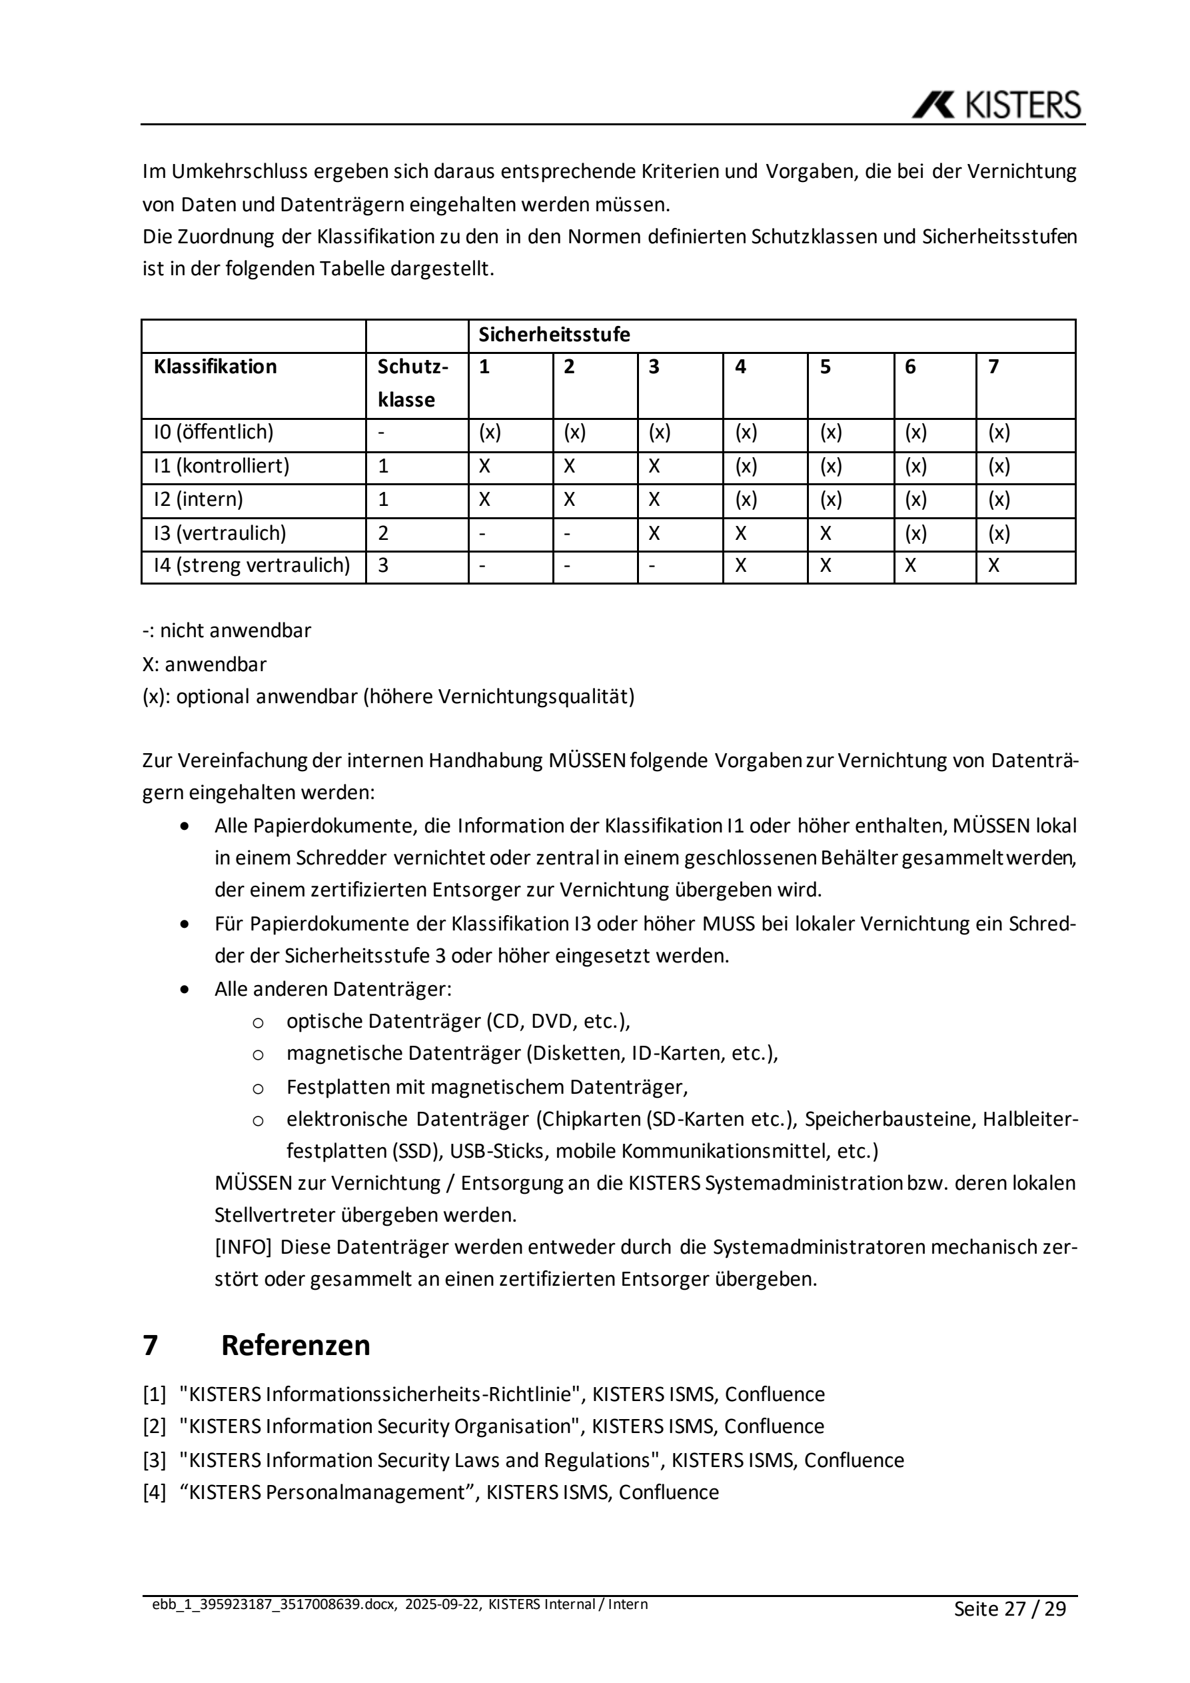 KISTERS
Im Umkehrschluss ergeben sich daraus entsprechende Kriterien und Vorgaben, die bei der Vernichtung
von Daten und Datenträgern eingehalten werden müssen.
Die Zuordnung der Klassifikation zu den in den Normen definierten Schutzklassen und Sicherheitsstufen
ist in der folgenden Tabelle dargestellt.
Sicherheitsstufe
Klassifikation Schutz- 1 2 3 4 5 6 7
klasse
I0 (öffentlich) - (x) (x) (x) (x) (x) (x) (x)
I1 (kontrolliert) 1 X X X (x) (x) (x) (x)
I2 (intern) 1 X X X (x) (x) (x) (x)
I3 (vertraulich) 2 - - X X X (x) (x)
I4 (streng vertraulich) 3 - - - X X X X
-: nicht anwendbar
X: anwendbar
(x): optional anwendbar (höhere Vernichtungsqualität)
Zur Vereinfachung der internen Handhabung MÜSSEN folgende Vorgaben zur Vernichtung von Datenträ-
gern eingehalten werden:
• Alle Papierdokumente, die Information der Klassifikation I1 oder höher enthalten, MÜSSEN lokal
in einem Schredder vernichtet oder zentral in einem geschlossenen Behälter gesammelt werden,
der einem zertifizierten Entsorger zur Vernichtung übergeben wird.
• Für Papierdokumente der Klassifikation I3 oder höher MUSS bei lokaler Vernichtung ein Schred-
der der Sicherheitsstufe 3 oder höher eingesetzt werden.
• Alle anderen Datenträger:
o optische Datenträger (CD, DVD, etc.),
o magnetische Datenträger (Disketten, ID-Karten, etc.),
o Festplatten mit magnetischem Datenträger,
o elektronische Datenträger (Chipkarten (SD-Karten etc.), Speicherbausteine, Halbleiter-
festplatten (SSD), USB-Sticks, mobile Kommunikationsmittel, etc.)
MÜSSEN zur Vernichtung / Entsorgung an die KISTERS Systemadministration bzw. deren lokalen
Stellvertreter übergeben werden.
[INFO] Diese Datenträger werden entweder durch die Systemadministratoren mechanisch zer-
stört oder gesammelt an einen zertifizierten Entsorger übergeben.
7 Referenzen
[1] "KISTERS Informationssicherheits-Richtlinie", KISTERS ISMS, Confluence
[2] "KISTERS Information Security Organisation", KISTERS ISMS, Confluence
[3] "KISTERS Information Security Laws and Regulations", KISTERS ISMS, Confluence
[4] “KISTERS Personalmanagement”, KISTERS ISMS, Confluence
ebb_1_395923187_3517008639.docx, 2025-09-22, KISTERS Internal / Intern Seite 27 / 29